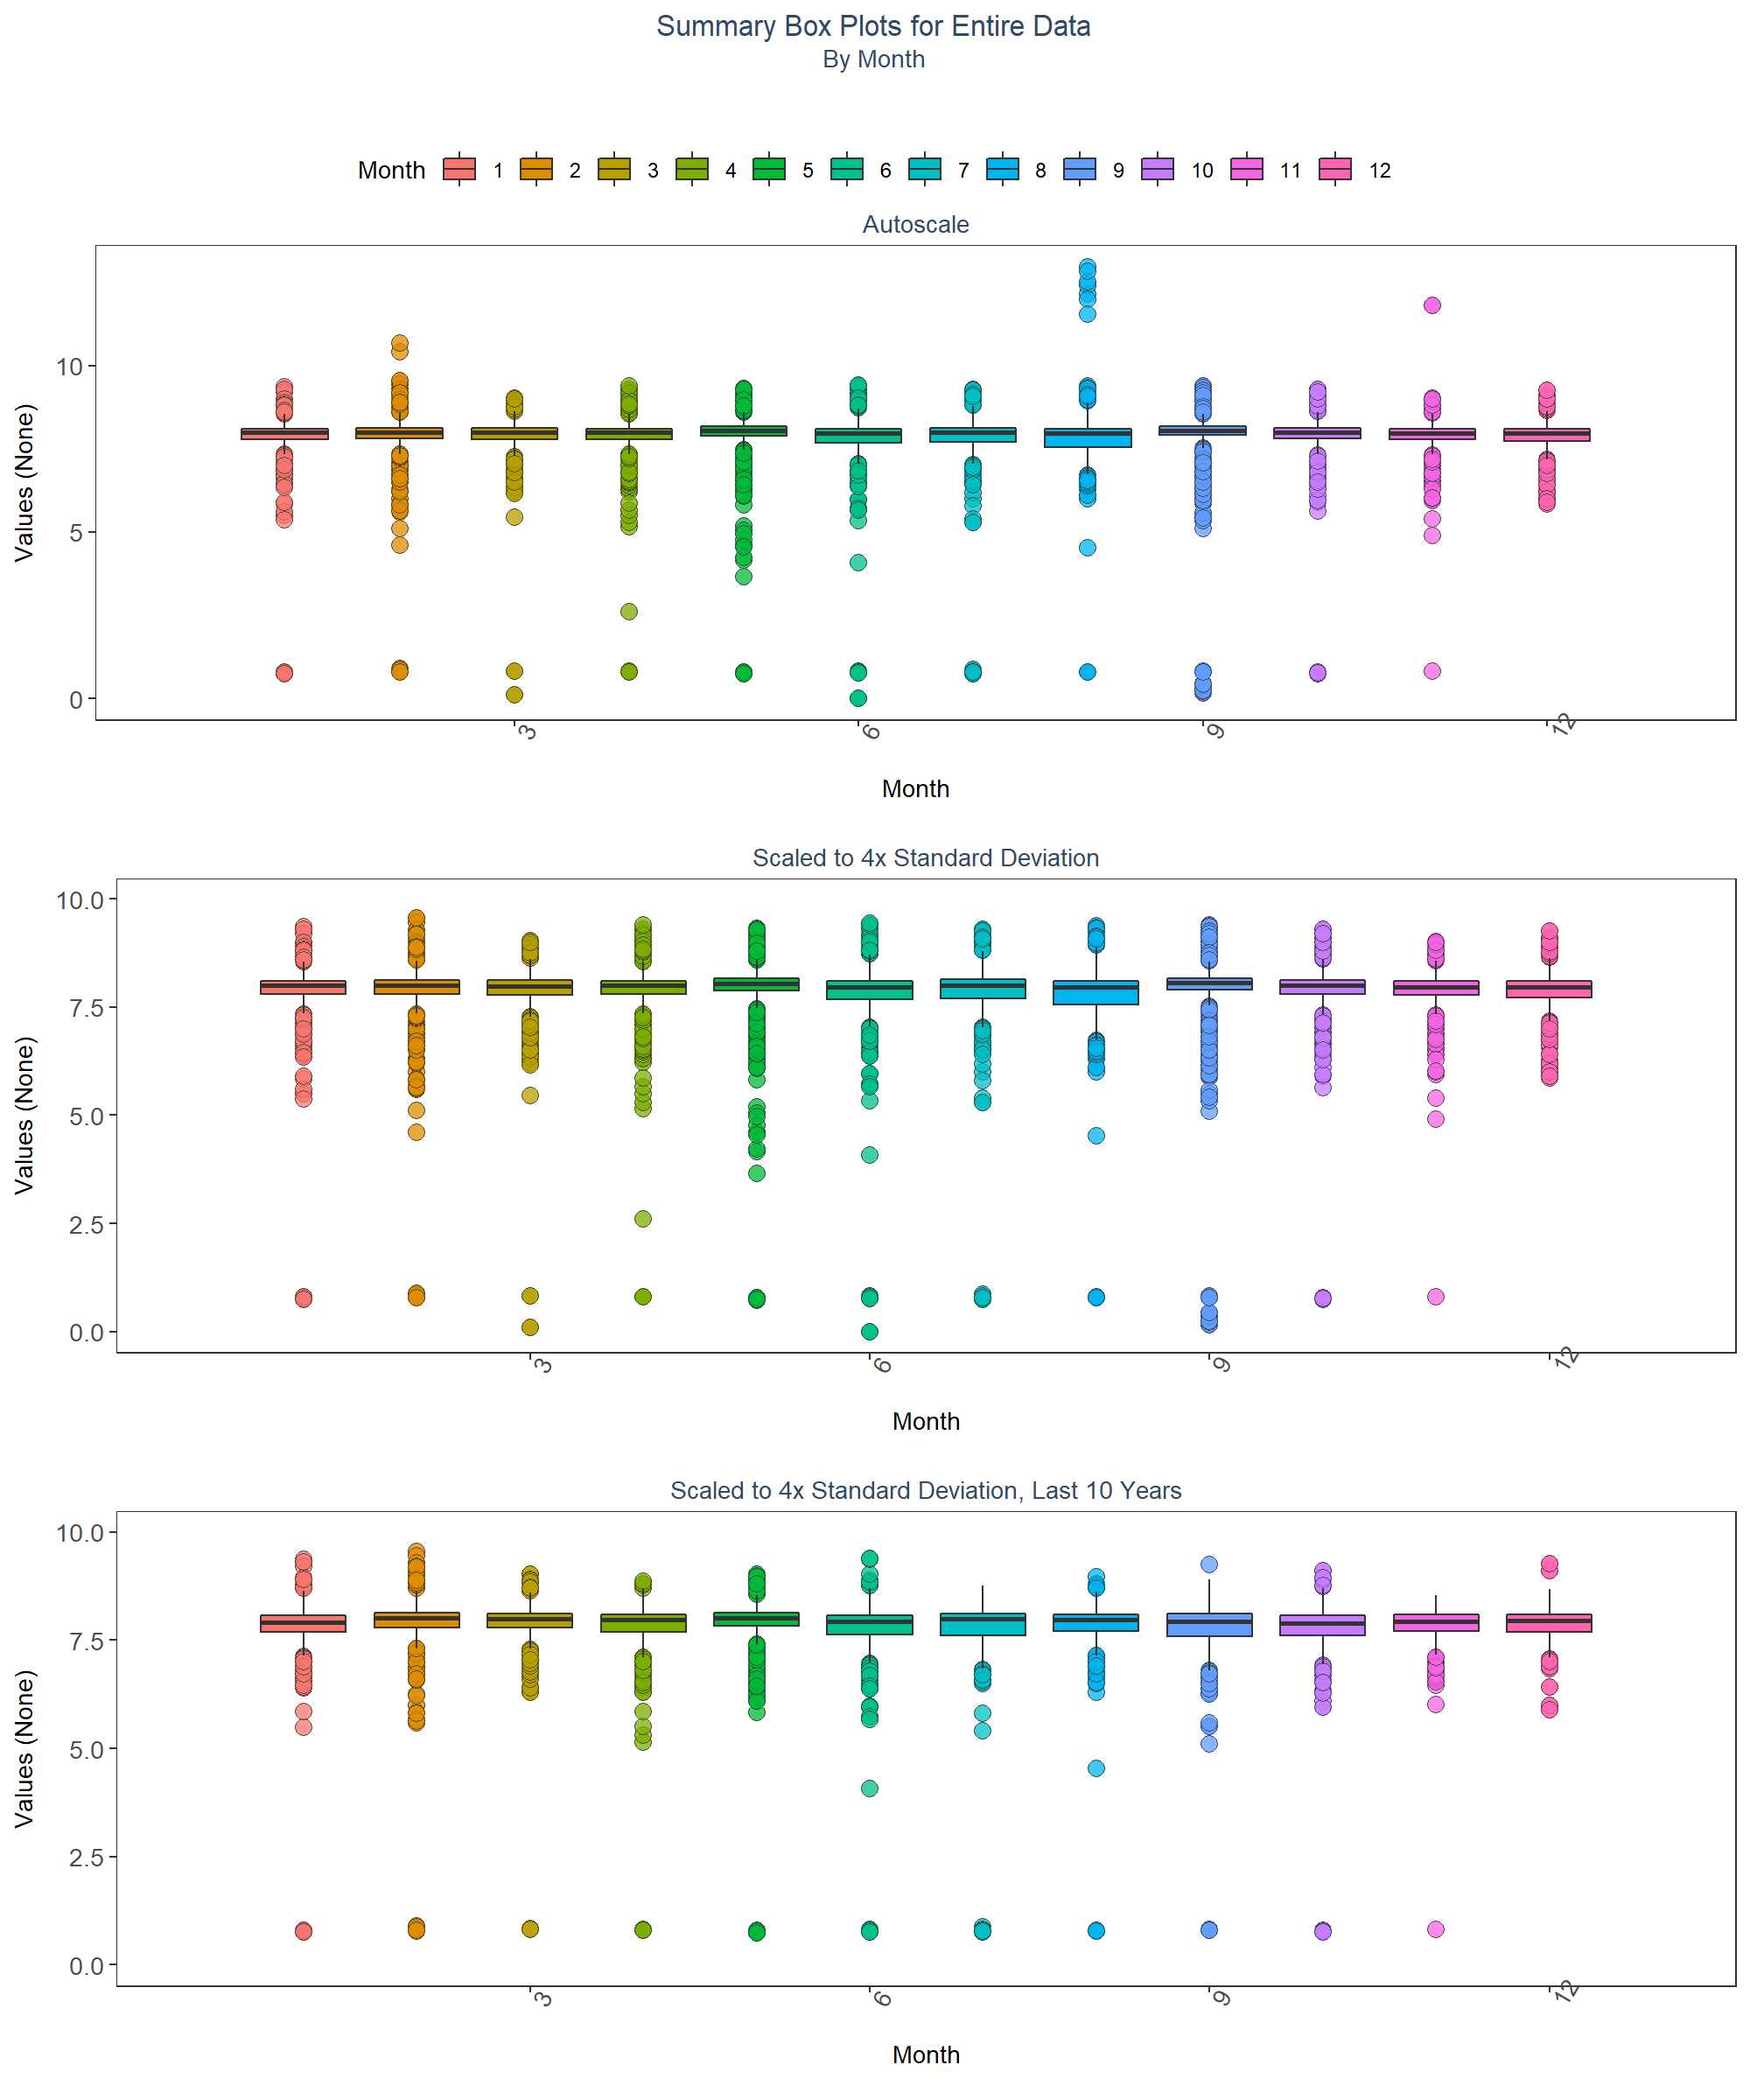 Summary Box Plots for Entire Data
By Month
Month 1 2 3 4 5 6 7 8 9 10 11 12
Autoscale
Values (None)
10
5
0
3 6 9 12
Month
Scaled to 4x Standard Deviation
Values (None)
10.0
7.5
5.0
2.5
0.0
3 6 9 12
Month
Scaled to 4x Standard Deviation, Last 10 Years
Values (None)
10.0
7.5
5.0
2.5
0.0
3 6 9 12
Month